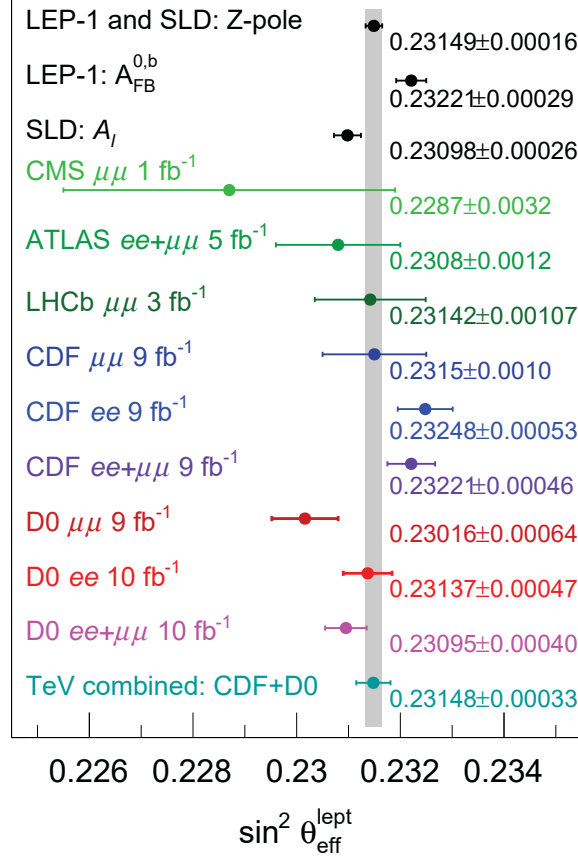 LEP-1 and SLD: Z-pole
0.23149±0.00016
LEP-1: A_FB^0,b
0.23221±0.00029
SLD: A_l
0.23098±0.00026
CMS μμ 1 fb⁻¹
0.2287±0.0032
ATLAS ee+μμ 5 fb⁻¹
0.2308±0.0012
LHCb μμ 3 fb⁻¹
0.23142±0.00107
CDF μμ 9 fb⁻¹
0.2315±0.0010
CDF ee 9 fb⁻¹
0.23248±0.00053
CDF ee+μμ 9 fb⁻¹
0.23221±0.00046
D0 μμ 9 fb⁻¹
0.23016±0.00064
D0 ee 10 fb⁻¹
0.23137±0.00047
D0 ee+μμ 10 fb⁻¹
0.23095±0.00040
TeV combined: CDF+D0
0.23148±0.00033
0.226 0.228 0.23 0.232 0.234
sin² θ_eff^lept